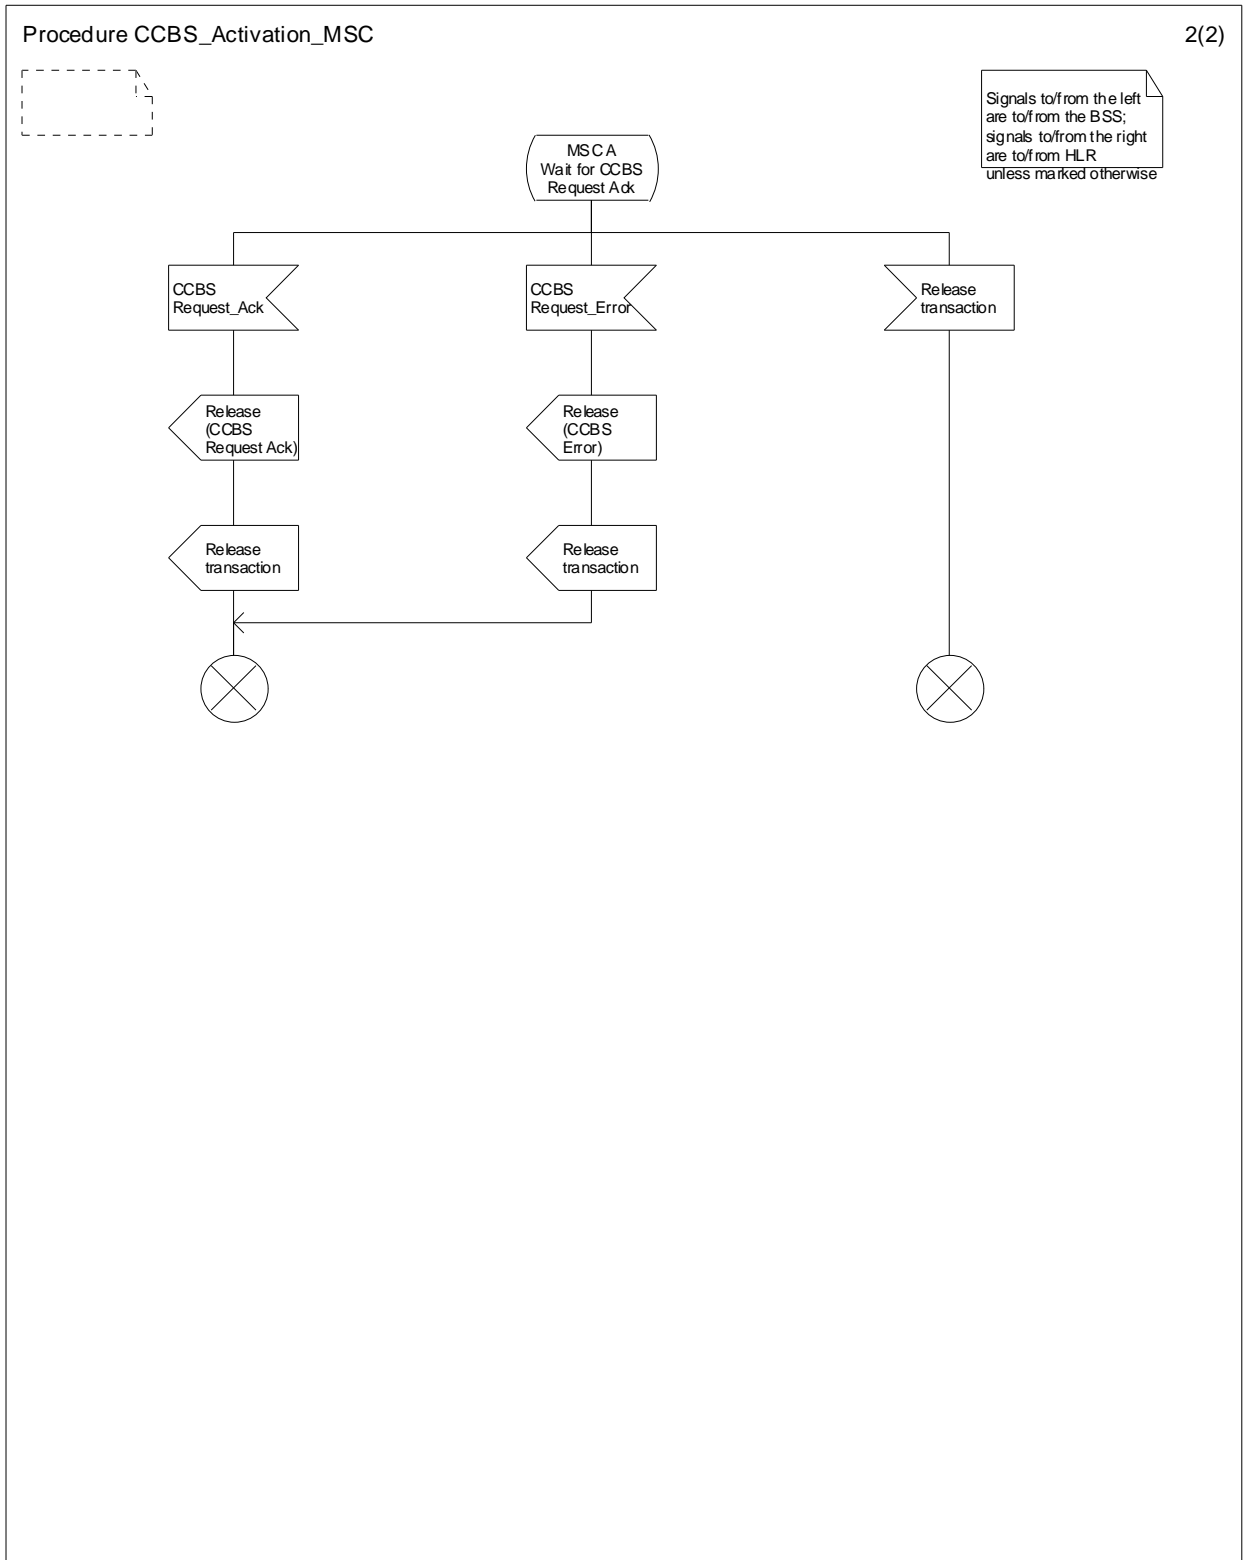 Procedure CCBS_Activation_MSC
2(2)
Signals to/from the left
are to/from the BSS;
signals to/from the right
are to/from HLR
unless marked otherwise
MSC A
Wait for CCBS
Request Ack
CCBS
Request_Ack
CCBS
Request_Error
Release
transaction
Release
(CCBS
Request Ack)
Release
(CCBS
Error)
Release
transaction
Release
transaction